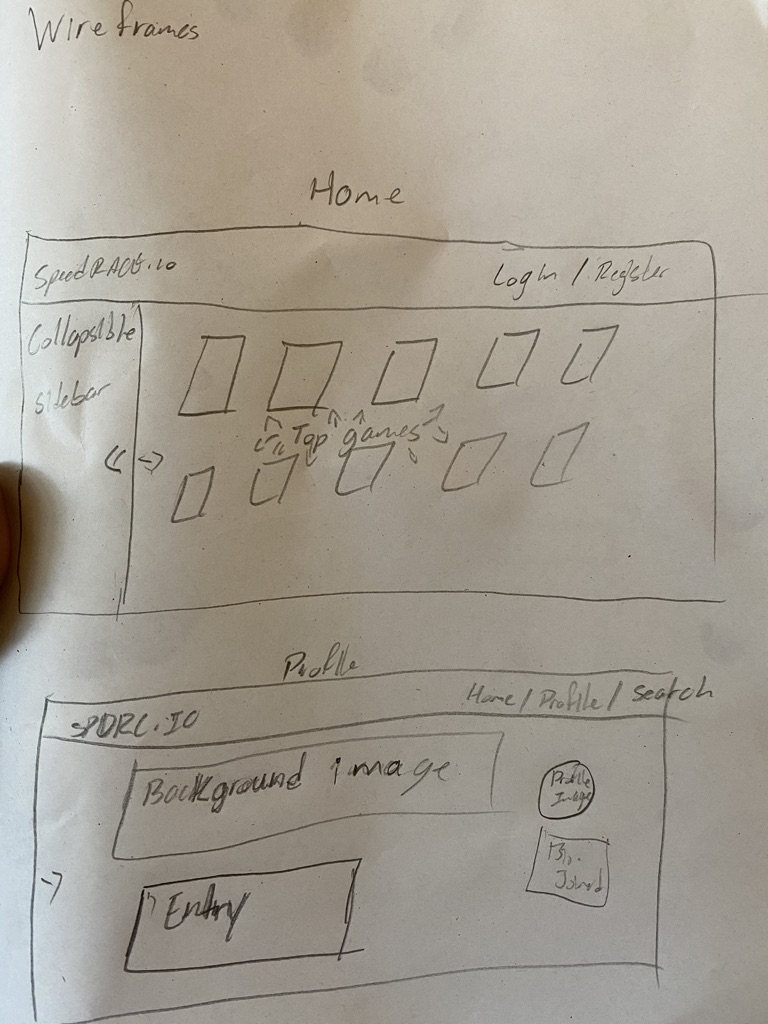 Wireframes
Home
SpeedRACE.io
Login / Register
Collapsible
sidebar
Top games
Profile
SPDRC.IO
Home / Profile / search
Background image
Profile
Image
Entry
Joined